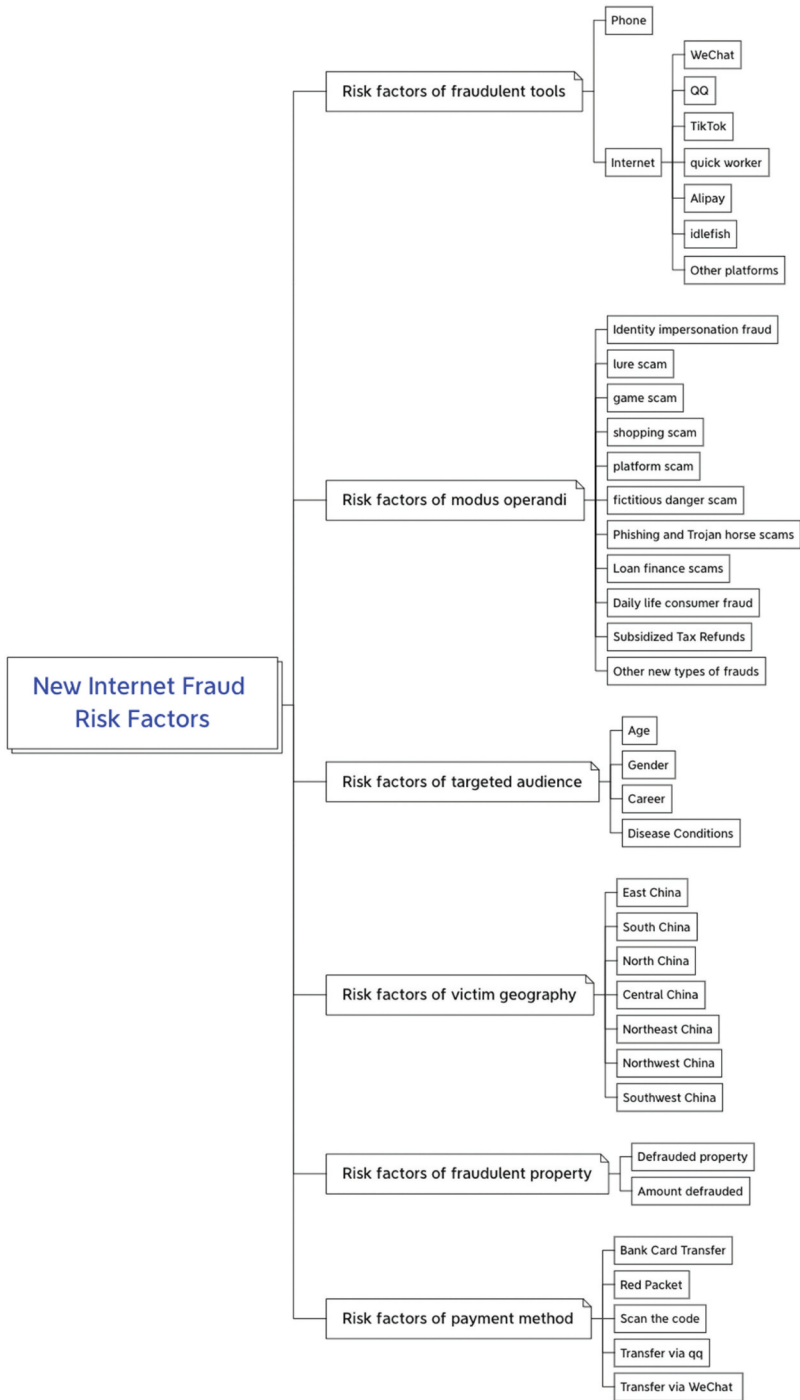 New Internet Fraud
Risk Factors
Risk factors of fraudulent tools
Phone
Internet
WeChat
QQ
TikTok
quick worker
Alipay
idlefish
Other platforms
Risk factors of modus operandi
Identity impersonation fraud
lure scam
game scam
shopping scam
platform scam
fictitious danger scam
Phishing and Trojan horse scams
Loan finance scams
Daily life consumer fraud
Subsidized Tax Refunds
Other new types of frauds
Risk factors of targeted audience
Age
Gender
Career
Disease Conditions
Risk factors of victim geography
East China
South China
North China
Central China
Northeast China
Northwest China
Southwest China
Risk factors of fraudulent property
Defrauded property
Amount defrauded
Risk factors of payment method
Bank Card Transfer
Red Packet
Scan the code
Transfer via qq
Transfer via WeChat